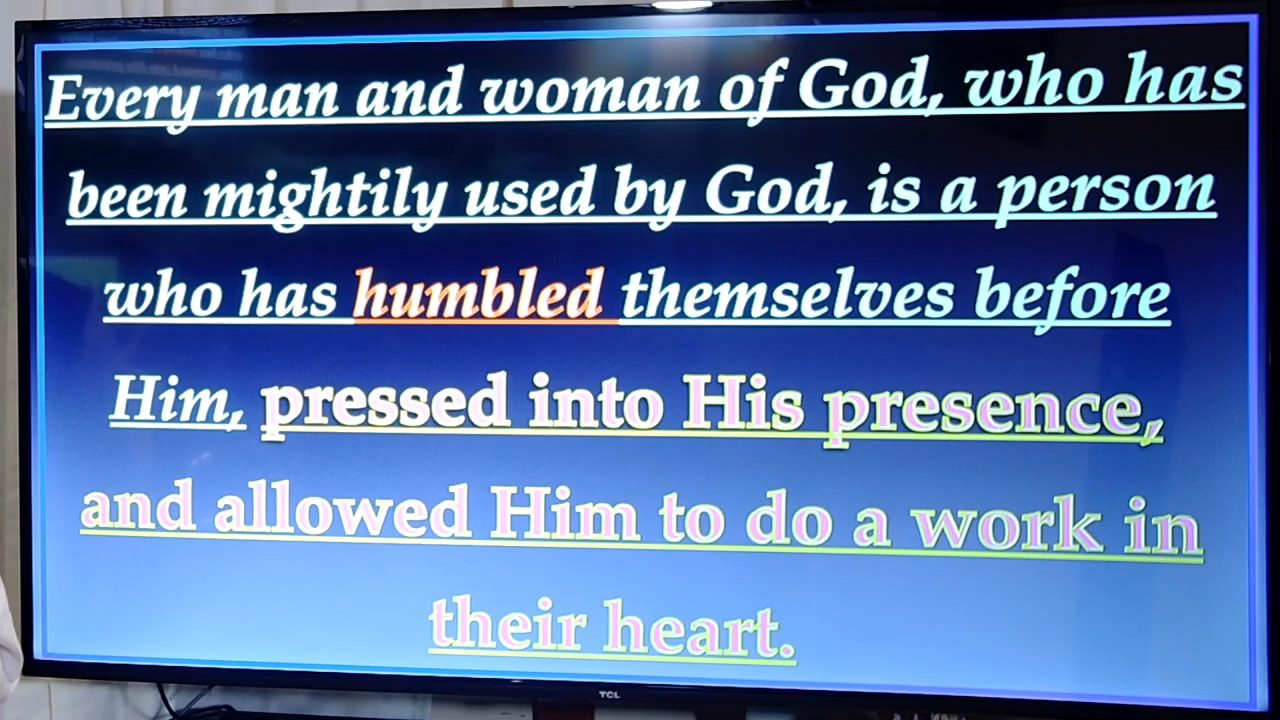 Every man and woman of God, who has
been mightily used by God, is a person
who has humbled themselves before
Him, pressed into His presence,
and allowed Him to do a work in
their heart.
TCL